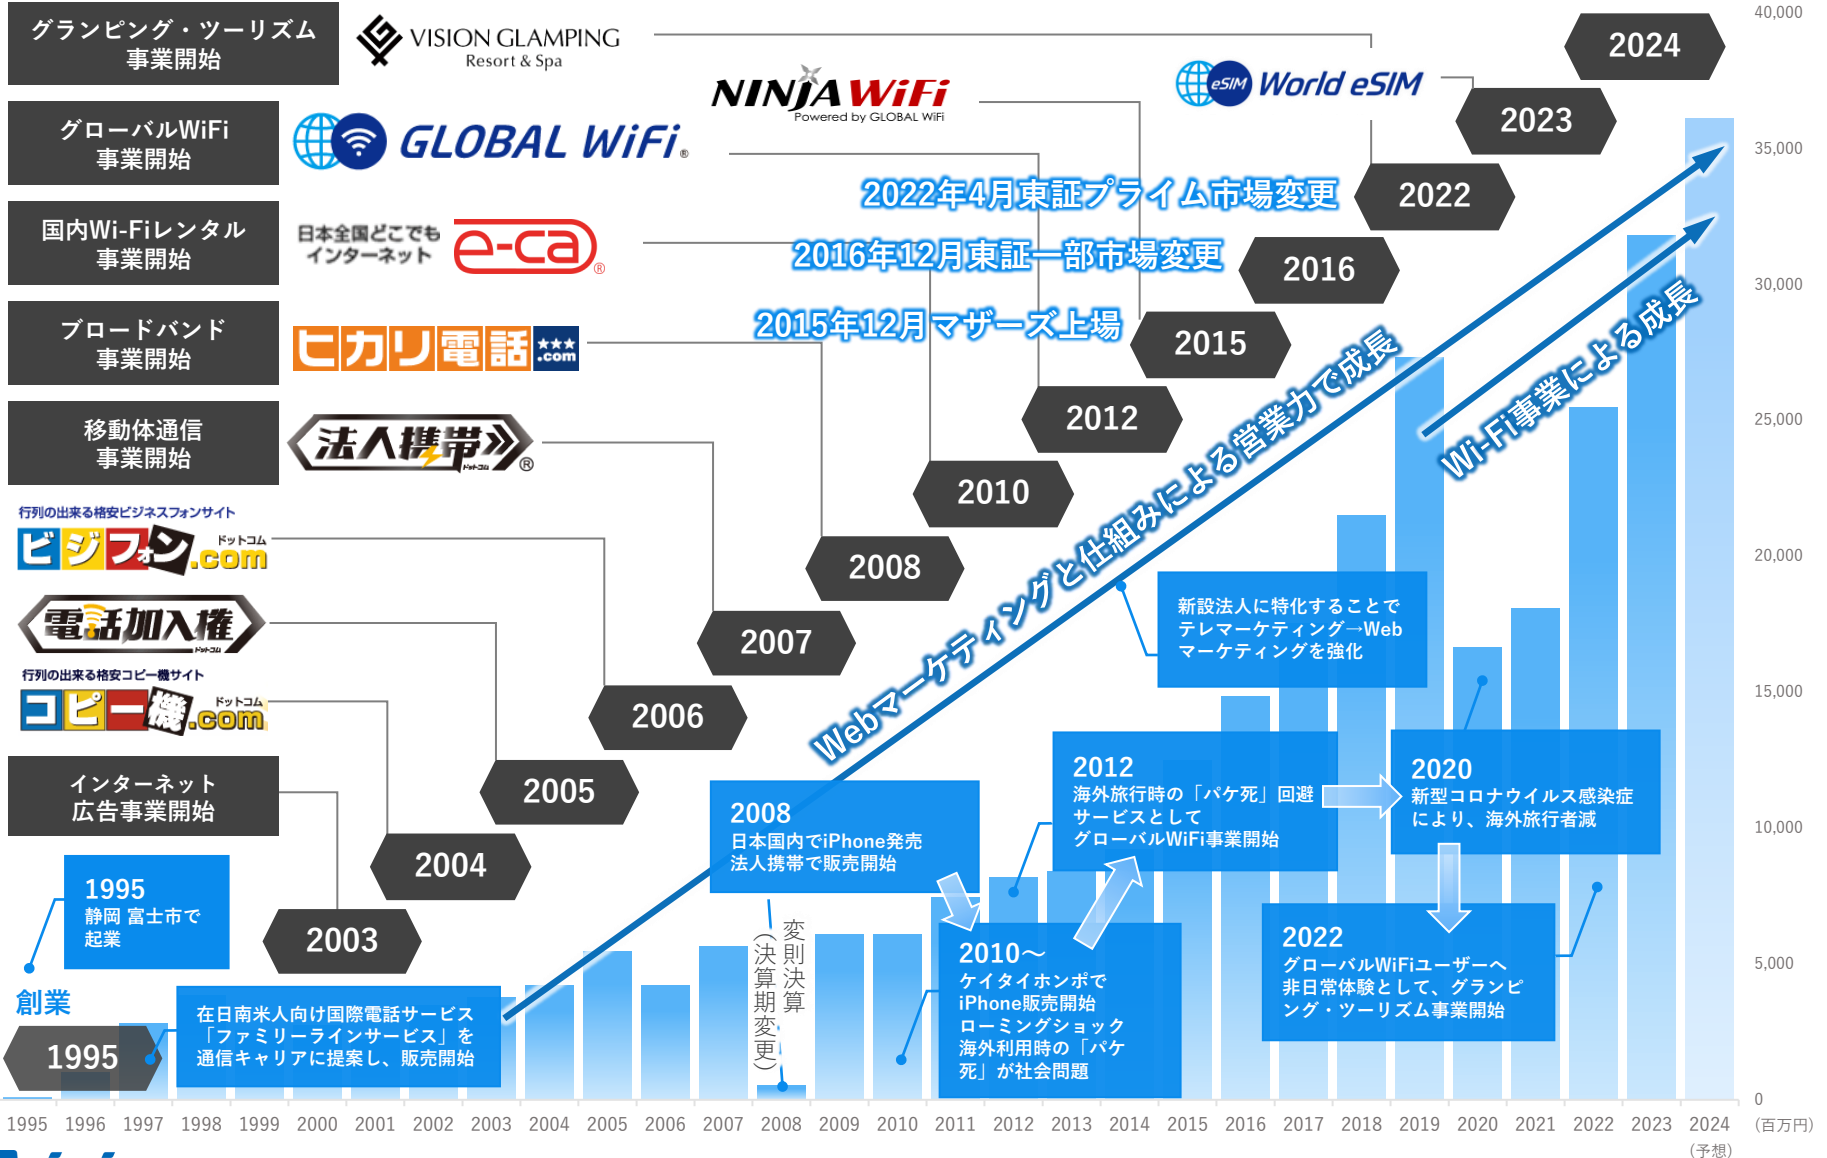 グランピング・ツーリズム
事業開始
VISION GLAMPING
Resort & Spa
グローバルWiFi
事業開始
GLOBAL WiFi®
NINJA WiFi
Powered by GLOBAL WiFi
eSIM World eSIM
国内Wi-Fiレンタル
事業開始
日本全国どこでも
インターネット
e-ca®
ブロードバンド
事業開始
ヒカリ電話
★★★
.com
移動体通信
事業開始
法人携帯
ドットコム
®
行列の出来る格安ビジネスフォンサイト
ビジフォン.com
ドットコム
電話加入権
ドットコム
行列の出来る格安コピー機サイト
コピー機.com
ドットコム
インターネット
広告事業開始
2024
2023
2022
2016
2015
2012
2010
2008
2007
2006
2005
2004
2003
1995
2022年4月東証プライム市場変更
2016年12月東証一部市場変更
2015年12月マザーズ上場
Webマーケティングと仕組みによる営業力で成長
Wi-Fi事業による成長
創業
1995
静岡 富士市で
起業
在日南米人向け国際電話サービス
「ファミリーラインサービス」を
通信キャリアに提案し、販売開始
2008
日本国内でiPhone発売
法人携帯で販売開始
変則決算
(決算期変更)
2010～
ケイタイホンポで
iPhone販売開始
ローミングショック
海外利用時の「パケ
死」が社会問題
2012
海外旅行時の「パケ死」回避
サービスとして
グローバルWiFi事業開始
新設法人に特化することで
テレマーケティング→Web
マーケティングを強化
2020
新型コロナウイルス感染症
により、海外旅行者減
2022
グローバルWiFiユーザーへ
非日常体験として、グランピ
ング・ツーリズム事業開始
40,000
35,000
30,000
25,000
20,000
15,000
10,000
5,000
0
(百万円)
1995 1996 1997 1998 1999 2000 2001 2002 2003 2004 2005 2006 2007 2008 2009 2010 2011 2012 2013 2014 2015 2016 2017 2018 2019 2020 2021 2022 2023 2024
(予想)